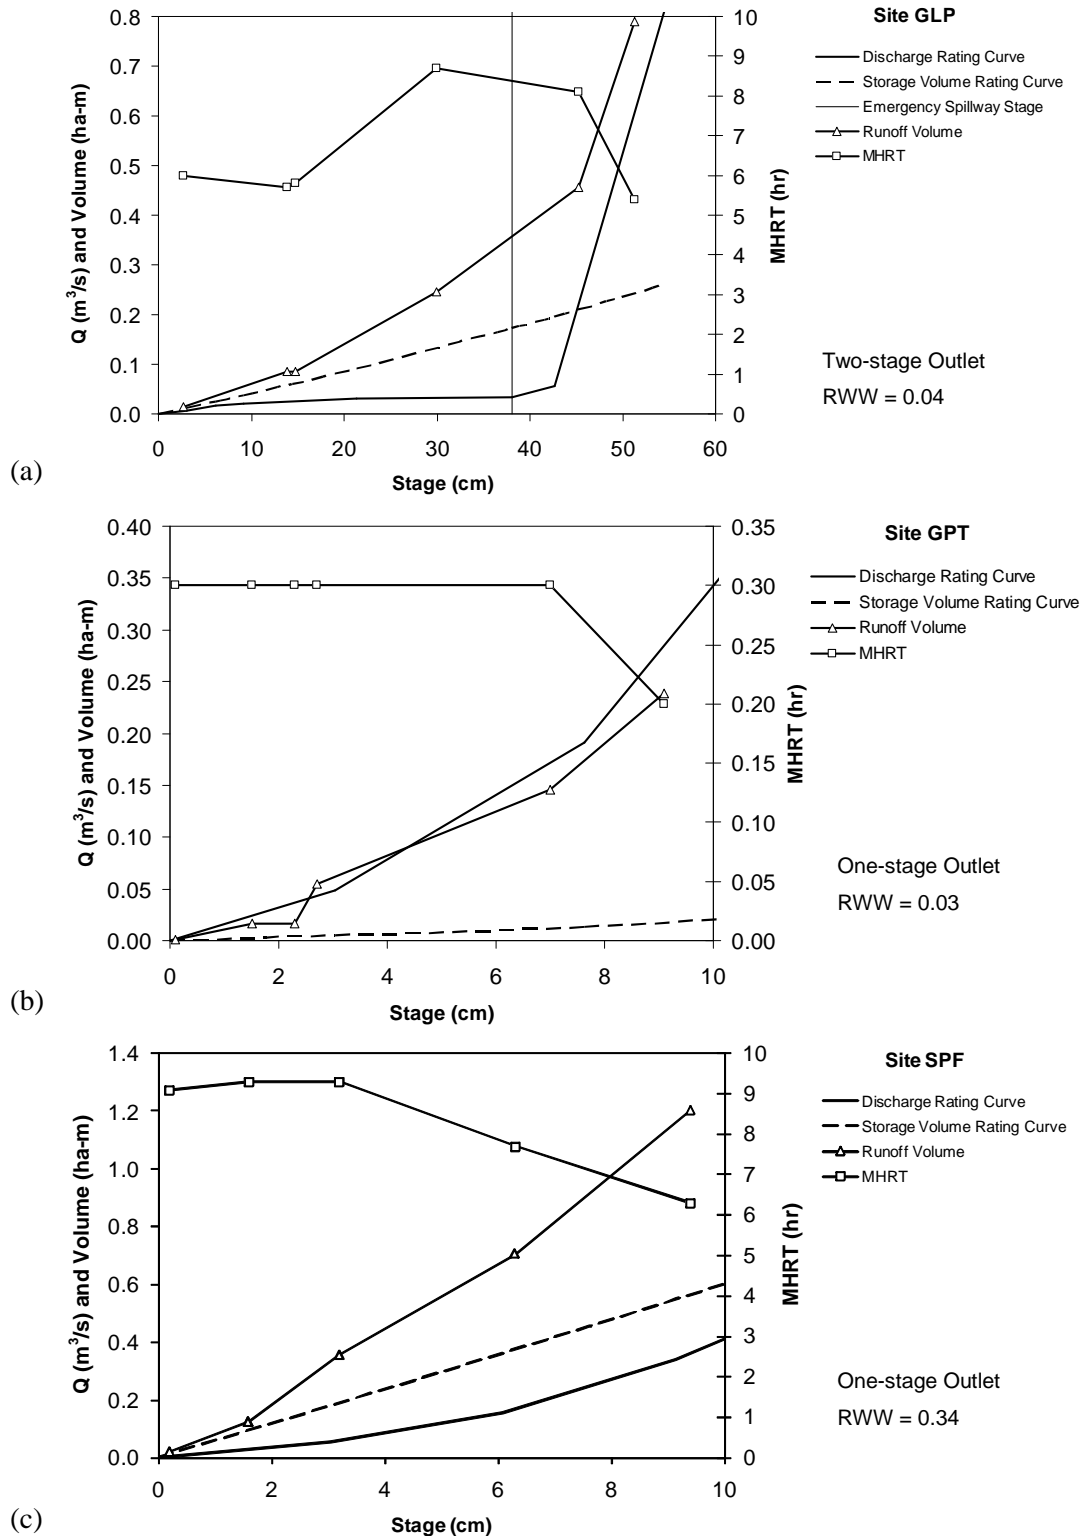 Site GLP
Discharge Rating Curve
Storage Volume Rating Curve
Emergency Spillway Stage
Runoff Volume
MHRT
Two-stage Outlet
RWW = 0.04
Q (m³/s) and Volume (ha-m)
0.8
0.7
0.6
0.5
0.4
0.3
0.2
0.1
0.0
10
9
8
7
6
5
4
3
2
1
0
MHRT (hr)
0 10 20 30 40 50 60
Stage (cm)
(a)
Site GPT
Discharge Rating Curve
Storage Volume Rating Curve
Runoff Volume
MHRT
One-stage Outlet
RWW = 0.03
Q (m³/s) and Volume (ha-m)
0.40
0.35
0.30
0.25
0.20
0.15
0.10
0.05
0.00
0.35
0.30
0.25
0.20
0.15
0.10
0.05
0.00
MHRT (hr)
0 2 4 6 8 10
Stage (cm)
(b)
Site SPF
Discharge Rating Curve
Storage Volume Rating Curve
Runoff Volume
MHRT
One-stage Outlet
RWW = 0.34
Q (m³/s) and Volume (ha-m)
1.4
1.2
1.0
0.8
0.6
0.4
0.2
0.0
10
9
8
7
6
5
4
3
2
1
0
MHRT (hr)
0 2 4 6 8 10
Stage (cm)
(c)